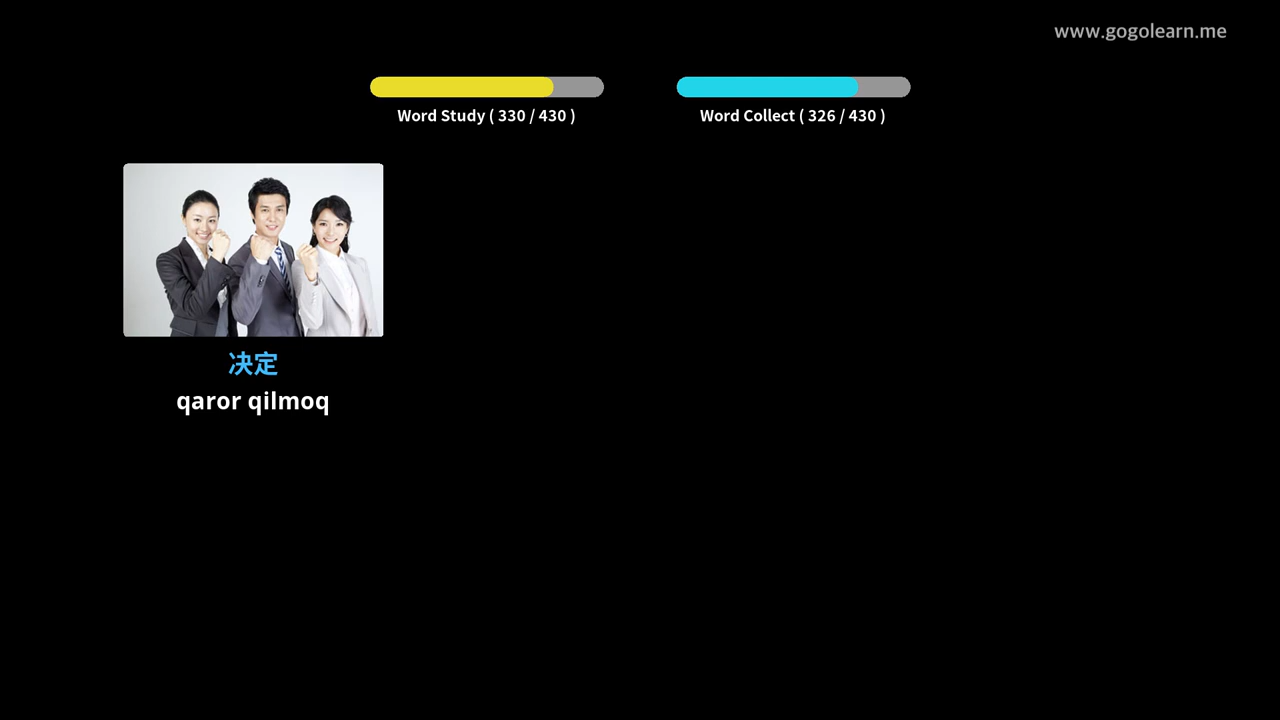 www.gogolearn.me
Word Study ( 330 / 430 )
Word Collect ( 326 / 430 )
决定
qaror qilmoq